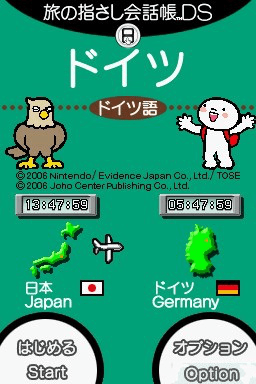 旅の指さし会話帳™DS
ドイツ
ドイツ語
©2006 Nintendo/ Evidence Japan Co., Ltd./ TOSE
©2006 Joho Center Publishing Co., Ltd.
13:47:59 05:47:59
日本 ドイツ
Japan Germany
はじめる オプション
Start Option